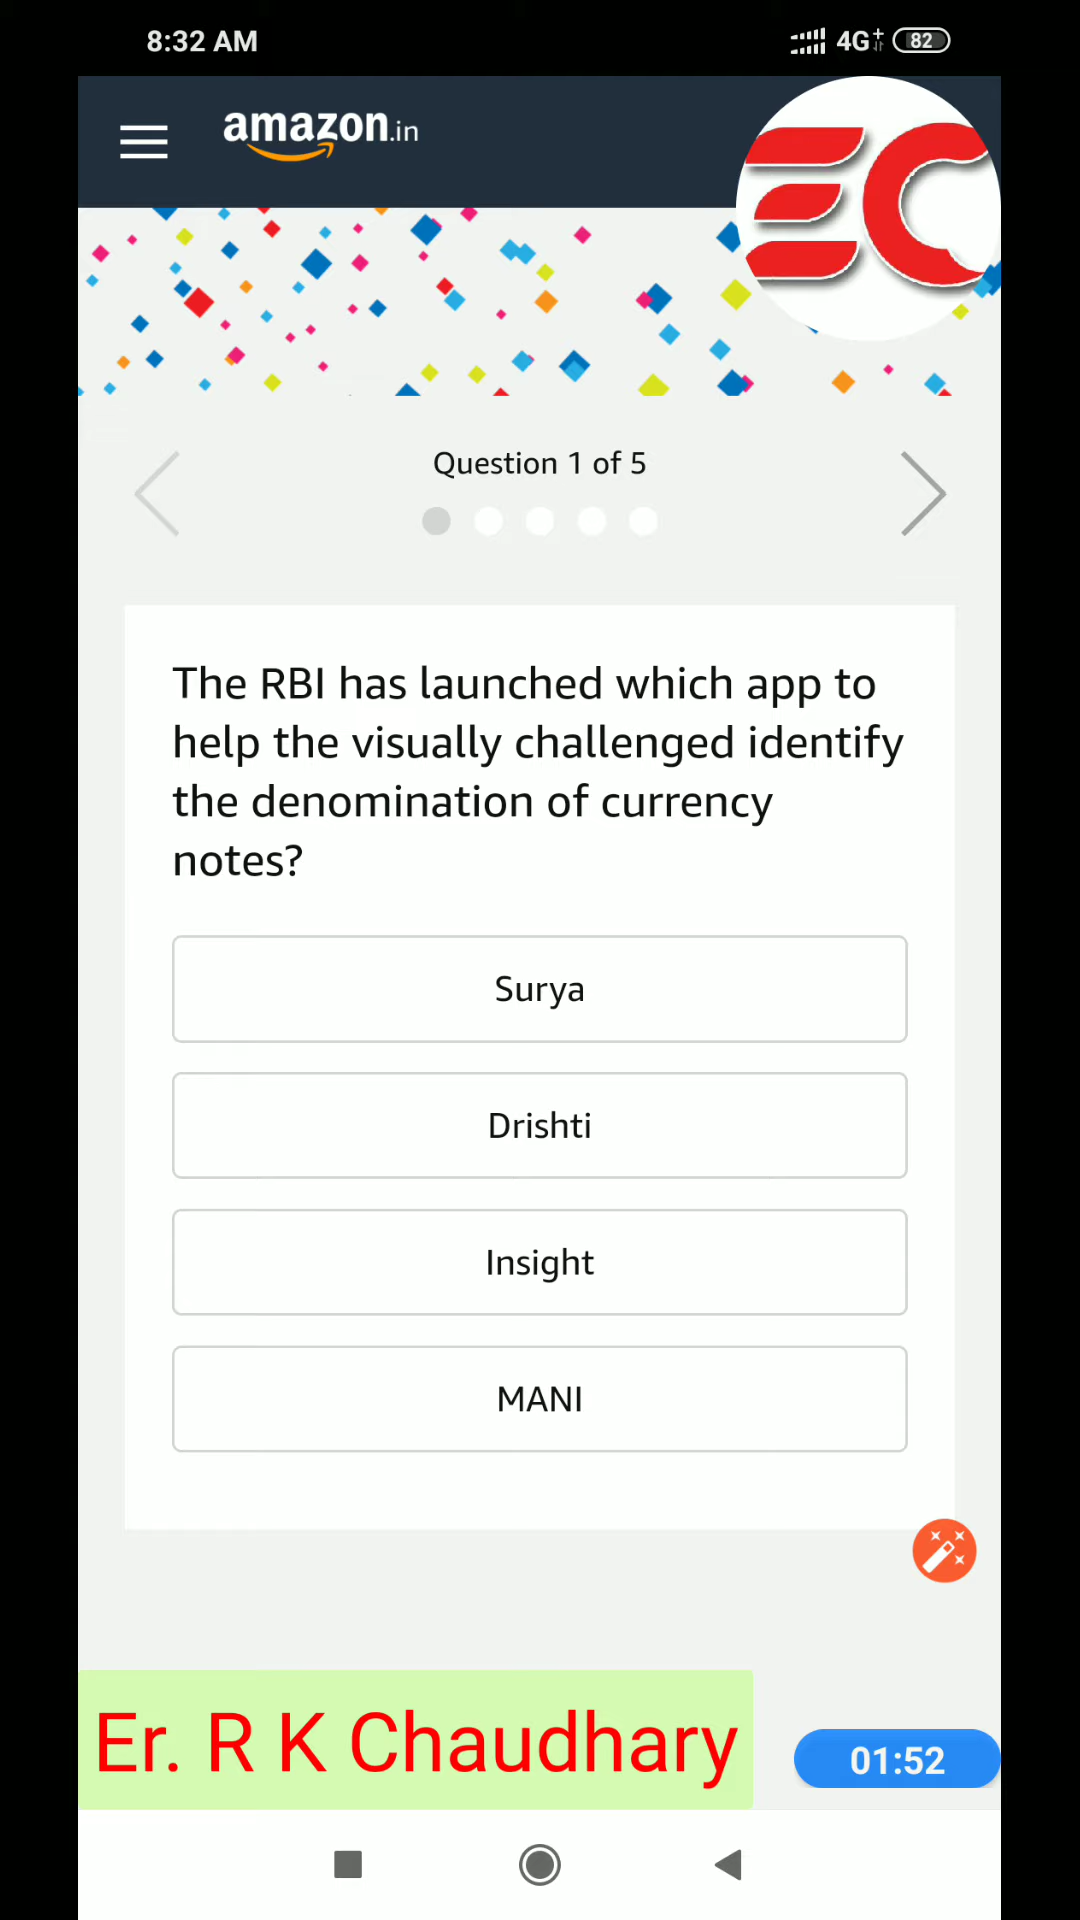 8:32 AM
4G+ 82
amazon.in
EC
Question 1 of 5
The RBI has launched which app to
help the visually challenged identify
the denomination of currency
notes?
Surya
Drishti
Insight
MANI
Er. R K Chaudhary
01:52